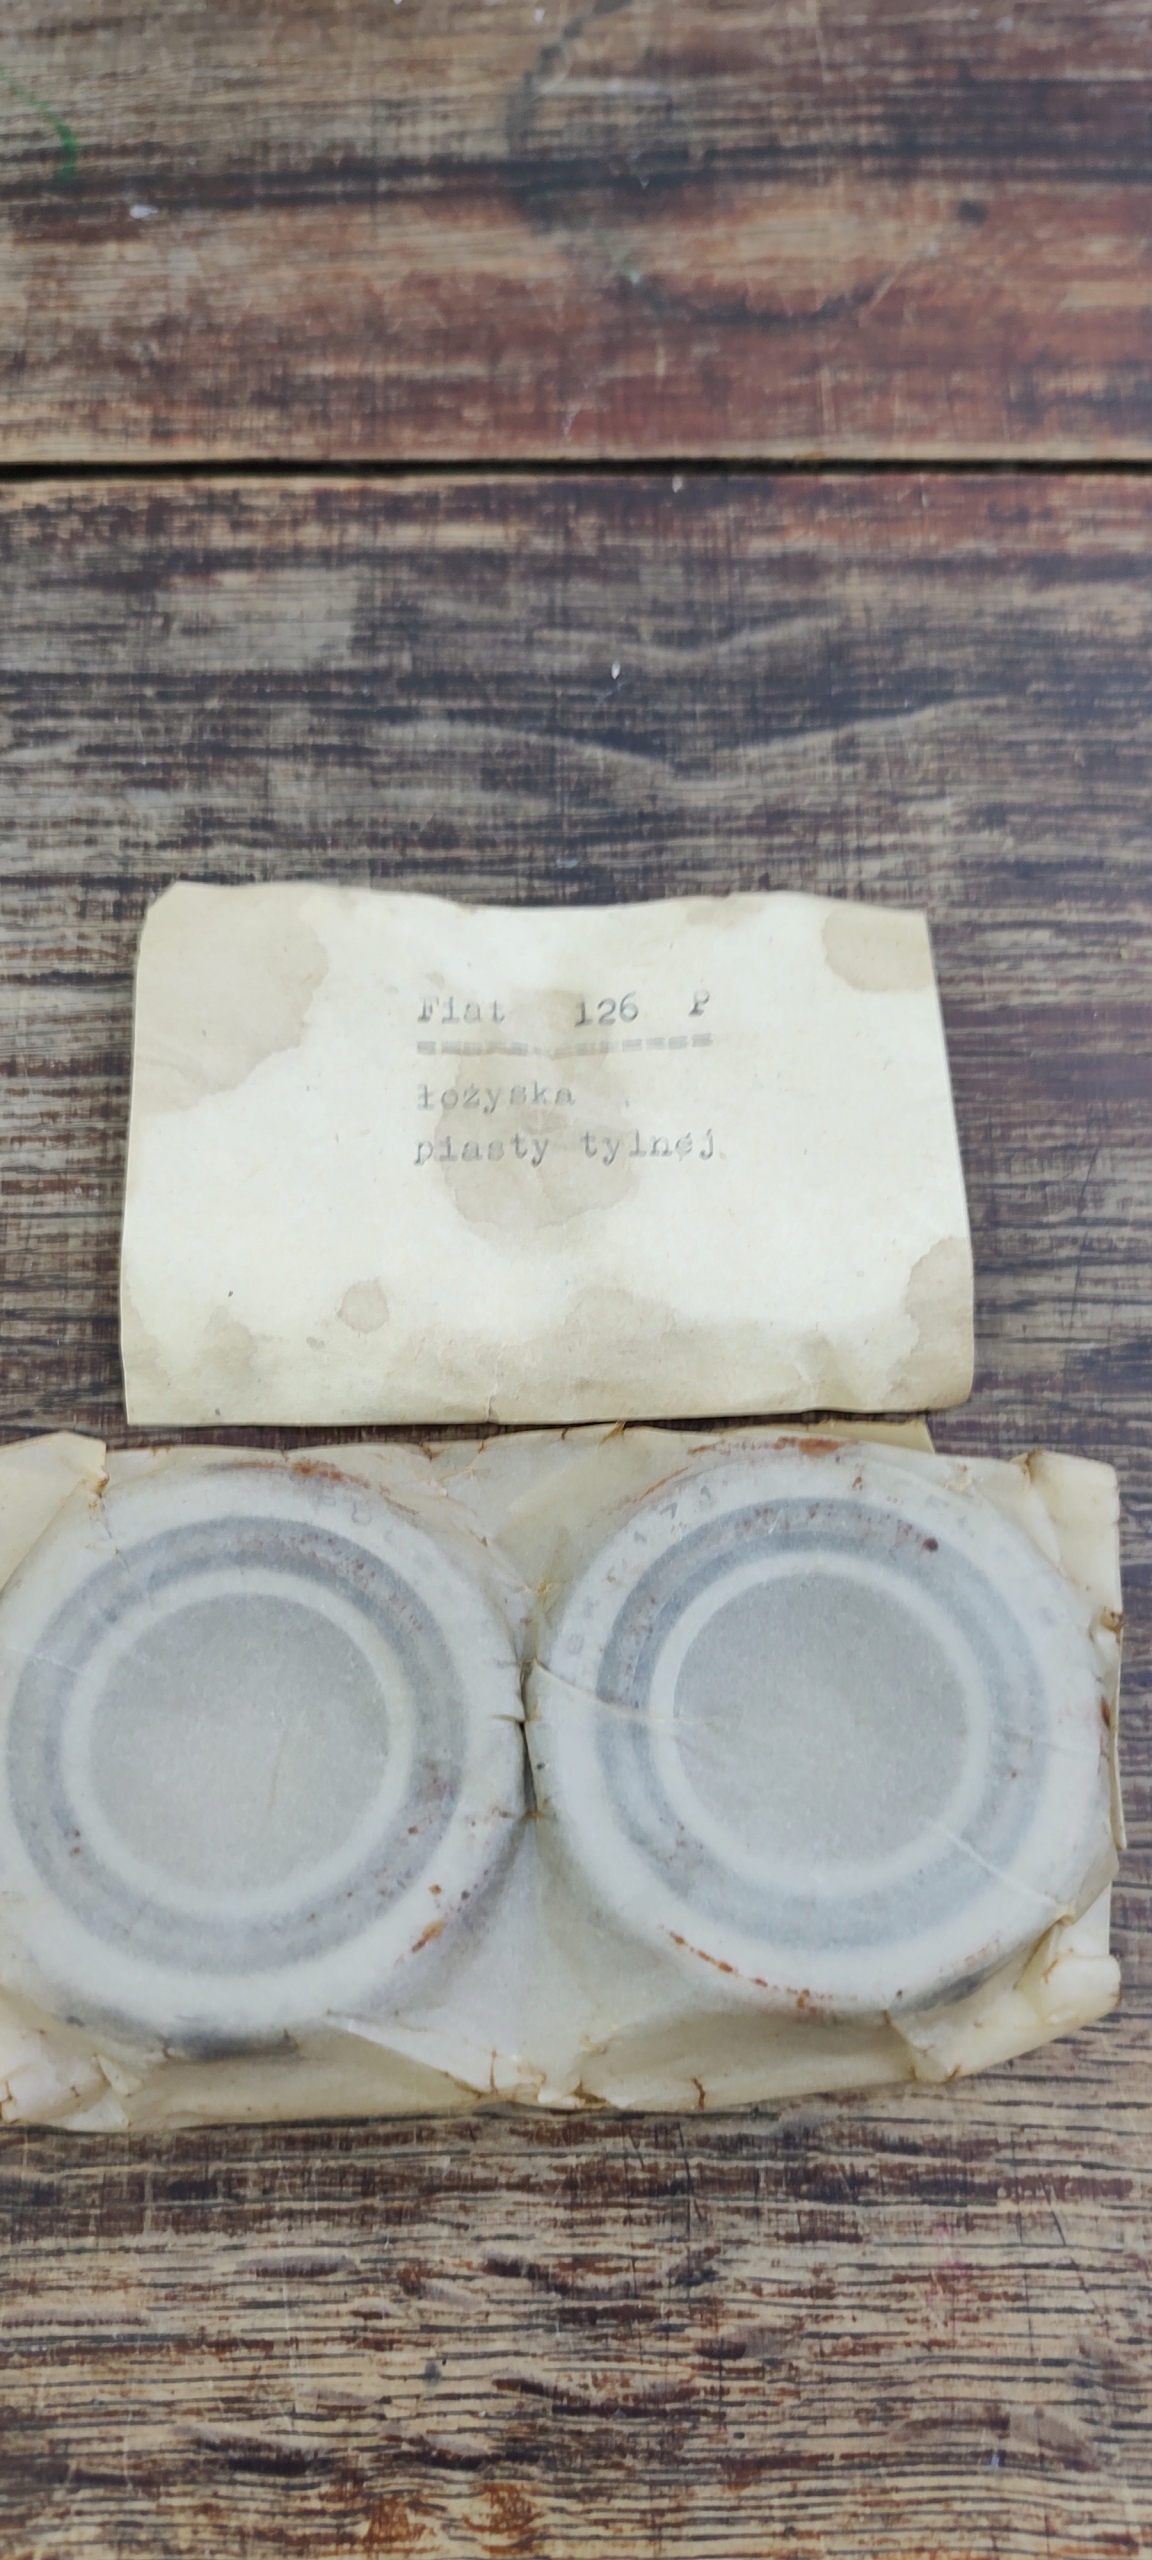 Fiat 126 P
============
łożyska
piasty tylnej